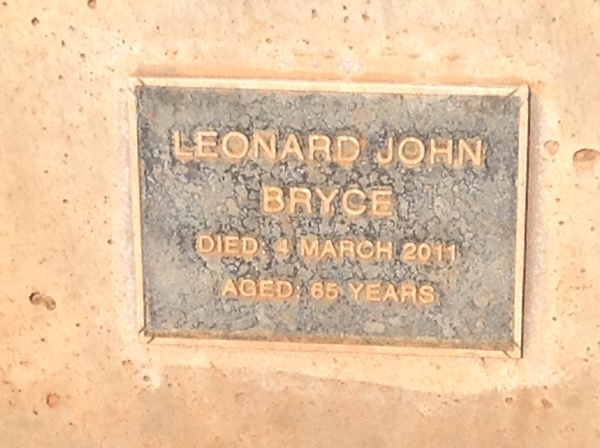 LEONARD JOHN
BRYCE
DIED: 4 MARCH 2011
AGED: 65 YEARS